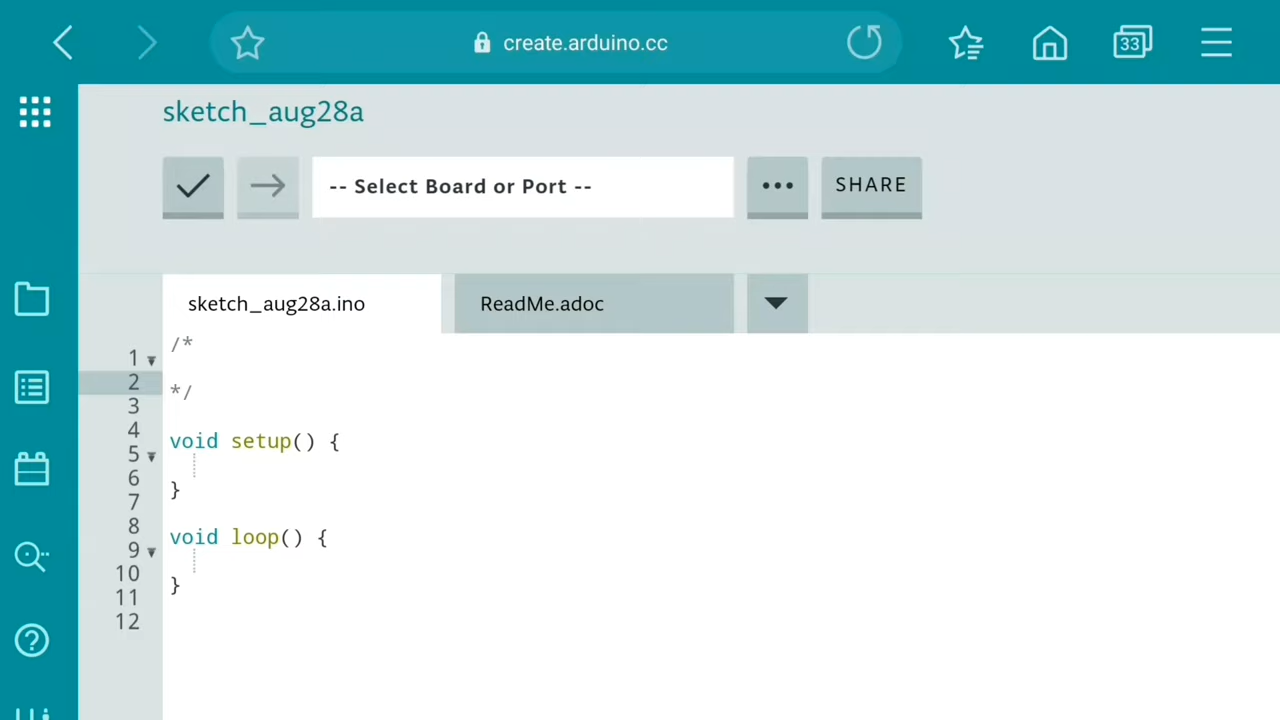 create.arduino.cc
33
sketch_aug28a
-- Select Board or Port --
SHARE
sketch_aug28a.ino
ReadMe.adoc
1 /*
2
3 */
4
5 void setup() {
6
7 }
8
9 void loop() {
10
11 }
12